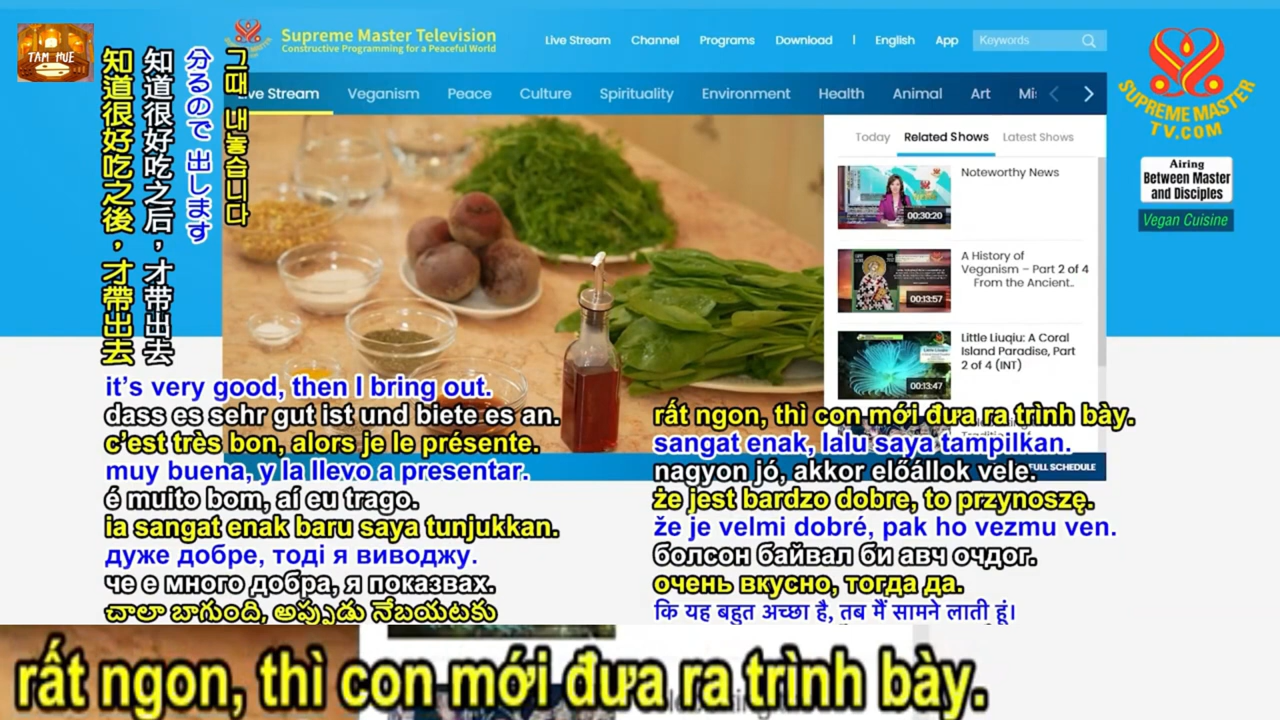 TAM HUE
Supreme Master Television
Constructive Programming for a Peaceful World
Live Stream
Channel
Programs
Download
English
App
Keywords
SUPREME MASTER
TV.COM
Live Stream
Veganism
Peace
Culture
Spirituality
Environment
Health
Animal
Art
Mi
Today
Related Shows
Latest Shows
Noteworthy News
00:30:20
A History of
Veganism – Part 2 of 4
From the Ancient..
00:13:57
Little Liuqiu: A Coral
Island Paradise, Part
2 of 4 (INT)
00:13:47
FULL SCHEDULE
Airing
Between Master
and Disciples
Vegan Cuisine
그때 내놓습니다
分るので 出します
知道很好吃之后，才带出去
知道很好吃之後，才帶出去
it's very good, then I bring out.
dass es sehr gut ist und biete es an.
c'est très bon, alors je le présente.
muy buena, y la llevo a presentar.
é muito bom, aí eu trago.
ia sangat enak baru saya tunjukkan.
дуже добре, тоді я виводжу.
че е много добра, я показвах.
చాలా బాగుంది, అప్పుడు నేబయటకు
rất ngon, thì con mới đưa ra trình bày.
sangat enak, lalu saya tampilkan.
nagyon jó, akkor előállok vele.
że jest bardzo dobre, to przynoszę.
že je velmi dobré, pak ho vezmu ven.
болсон байвал би авч очдог.
очень вкусно, тогда да.
कि यह बहुत अच्छा है, तब मैं सामने लाती हूं।
rất ngon, thì con mới đưa ra trình bày.